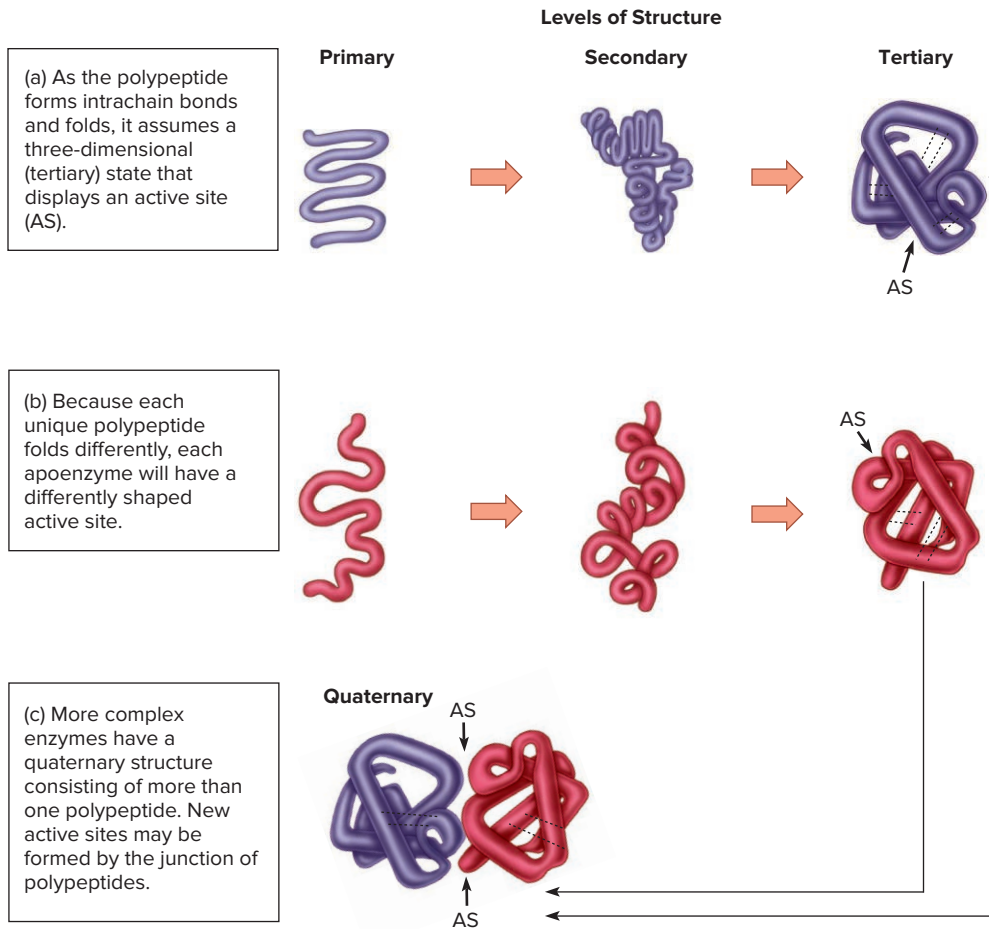 Levels of Structure
Primary
Secondary
Tertiary
(a) As the polypeptide
forms intrachain bonds
and folds, it assumes a
three-dimensional
(tertiary) state that
displays an active site
(AS).
AS
(b) Because each
unique polypeptide
folds differently, each
apoenzyme will have a
differently shaped
active site.
AS
(c) More complex
enzymes have a
quaternary structure
consisting of more than
one polypeptide. New
active sites may be
formed by the junction of
polypeptides.
Quaternary
AS
AS